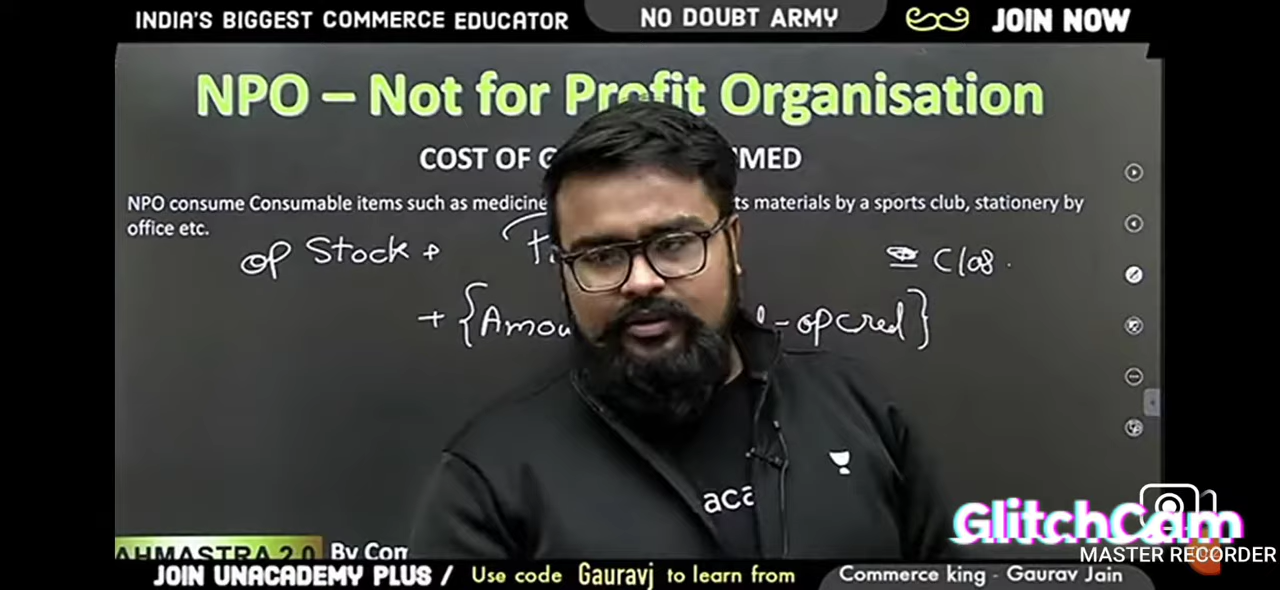 INDIA'S BIGGEST COMMERCE EDUCATOR NO DOUBT ARMY JOIN NOW
NPO – Not for Profit Organisation
COST OF MED
NPO consume Consumable items such as medicine materials by a sports club, stationery by
office etc.
op Stock + Clos.
+ { - opcred}
aca
By Com
GlitchCam
MASTER RECORDER
JOIN UNACADEMY PLUS / Use code Gauravj to learn from Commerce king - Gaurav Jain